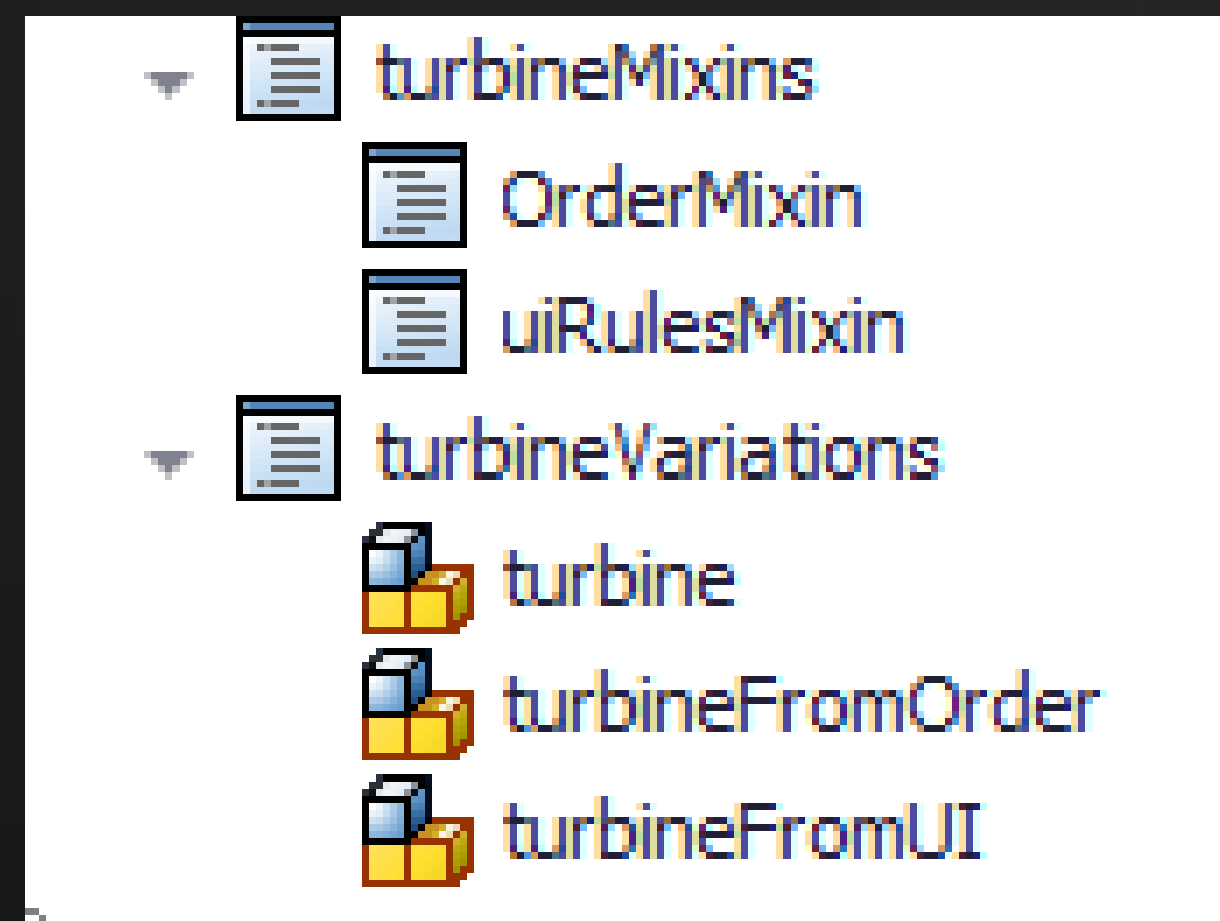 turbineMixins
OrderMixin
uiRulesMixin
turbineVariations
turbine
turbineFromOrder
turbineFromUI